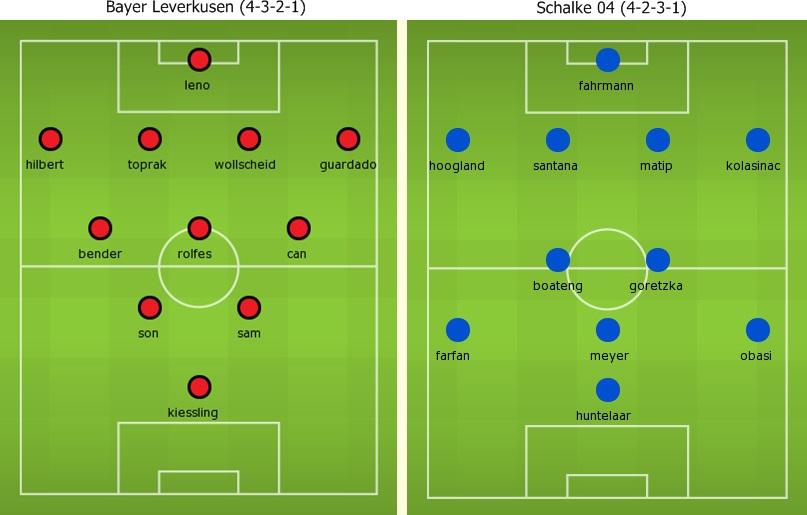 Bayer Leverkusen (4-3-2-1)
leno
hilbert toprak wollscheid guardado
bender rolfes can
son sam
kiessling
Schalke 04 (4-2-3-1)
fahrmann
hoogland santana matip kolasinac
boateng goretzka
farfan meyer obasi
huntelaar